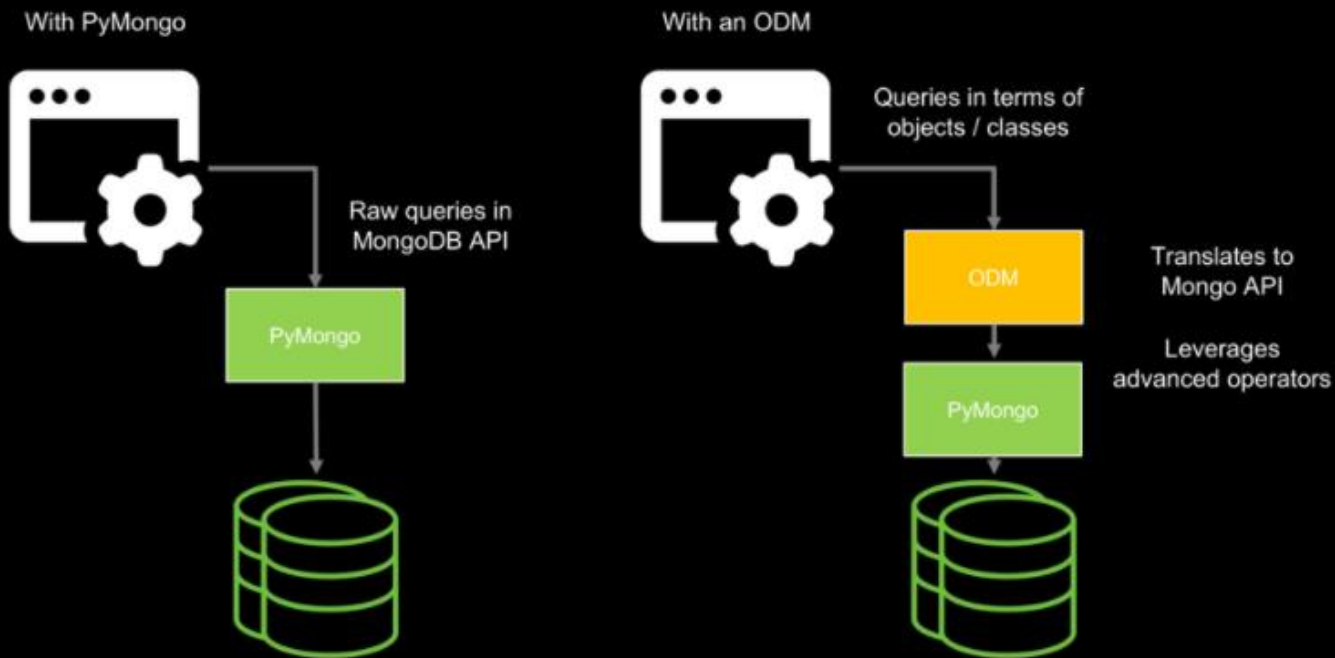 With PyMongo
Raw queries in
MongoDB API
PyMongo
With an ODM
Queries in terms of
objects / classes
ODM
Translates to
Mongo API
Leverages
advanced operators
PyMongo